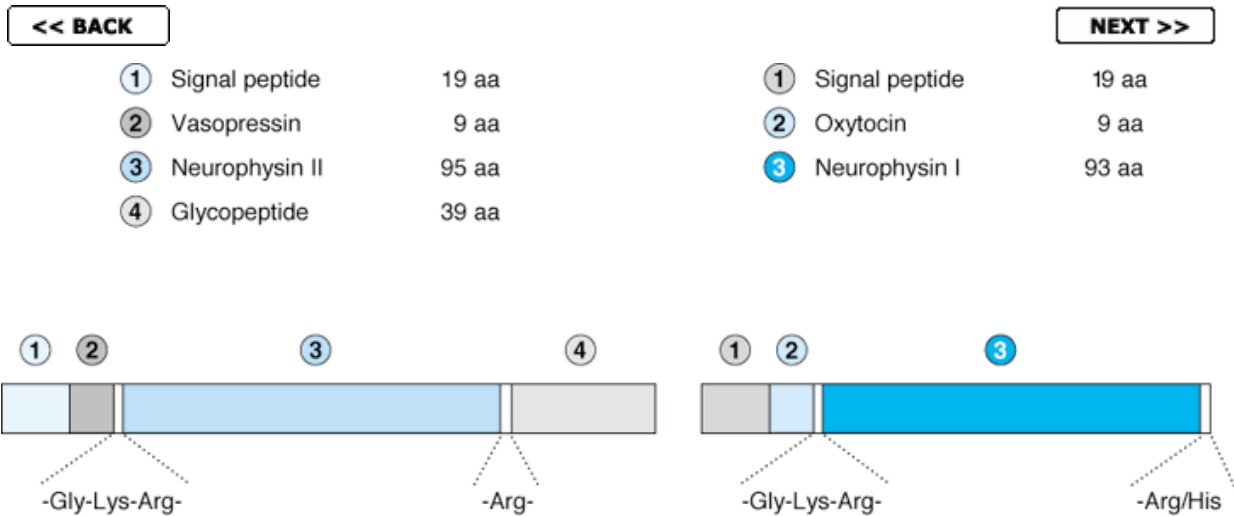 << BACK
NEXT >>
1 Signal peptide 19 aa
2 Vasopressin 9 aa
3 Neurophysin II 95 aa
4 Glycopeptide 39 aa
1 Signal peptide 19 aa
2 Oxytocin 9 aa
3 Neurophysin I 93 aa
1 2 3 4
1 2 3
-Gly-Lys-Arg- -Arg-
-Gly-Lys-Arg- -Arg/His